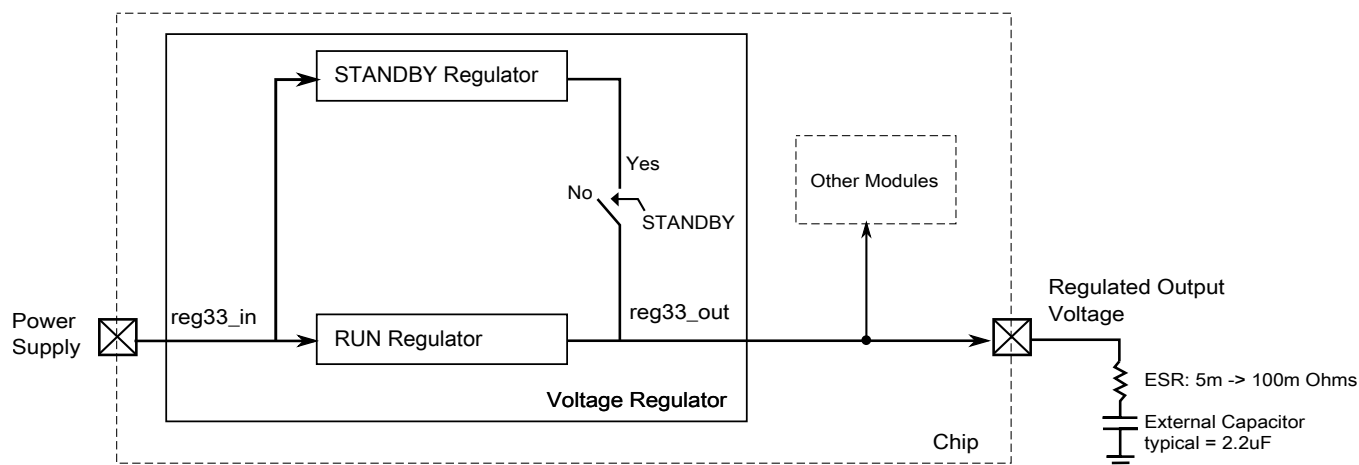 STANDBY Regulator
Yes
No
STANDBY
Other Modules
Power
Supply
reg33_in
RUN Regulator
reg33_out
Regulated Output
Voltage
Voltage Regulator
Chip
ESR: 5m -> 100m Ohms
External Capacitor
typical = 2.2uF